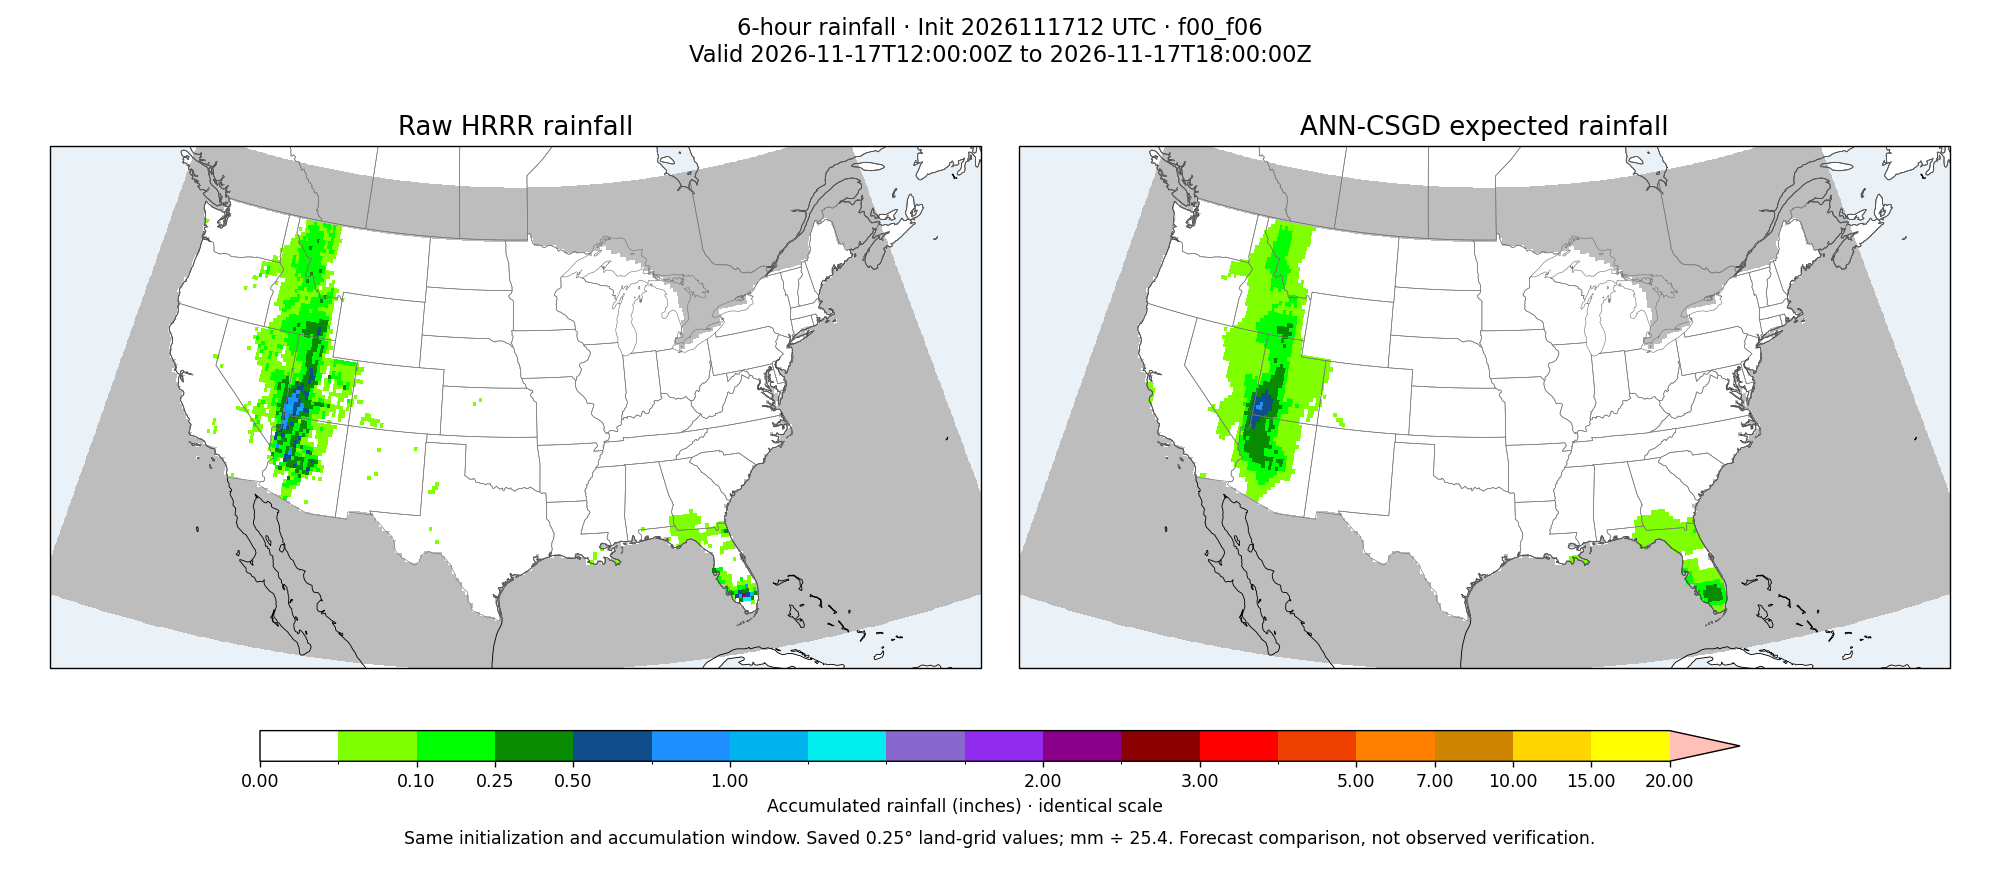 6-hour rainfall · Init 2026111712 UTC · f00_f06
Valid 2026-11-17T12:00:00Z to 2026-11-17T18:00:00Z
Raw HRRR rainfall
ANN-CSGD expected rainfall
0.00 0.10 0.25 0.50 1.00 2.00 3.00 5.00 7.00 10.00 15.00 20.00
Accumulated rainfall (inches) · identical scale
Same initialization and accumulation window. Saved 0.25° land-grid values; mm ÷ 25.4. Forecast comparison, not observed verification.